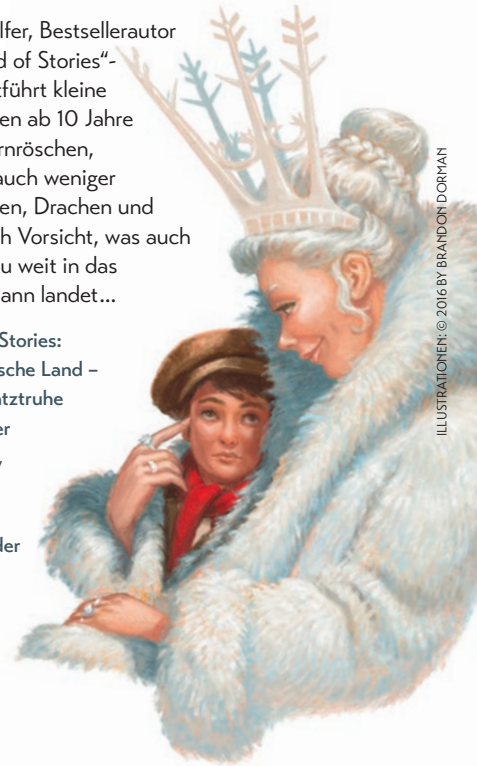 lfer, Bestsellerautor
d of Stories“-
tführt kleine
en ab 10 Jahre
rnröschen,
auch weniger
en, Drachen und
h Vorsicht, was auch
u weit in das
ann landet...
Stories:
sche Land –
atztruhe
er
,
der
ILLUSTRATIONEN: © 2016 BY BRANDON DORMAN